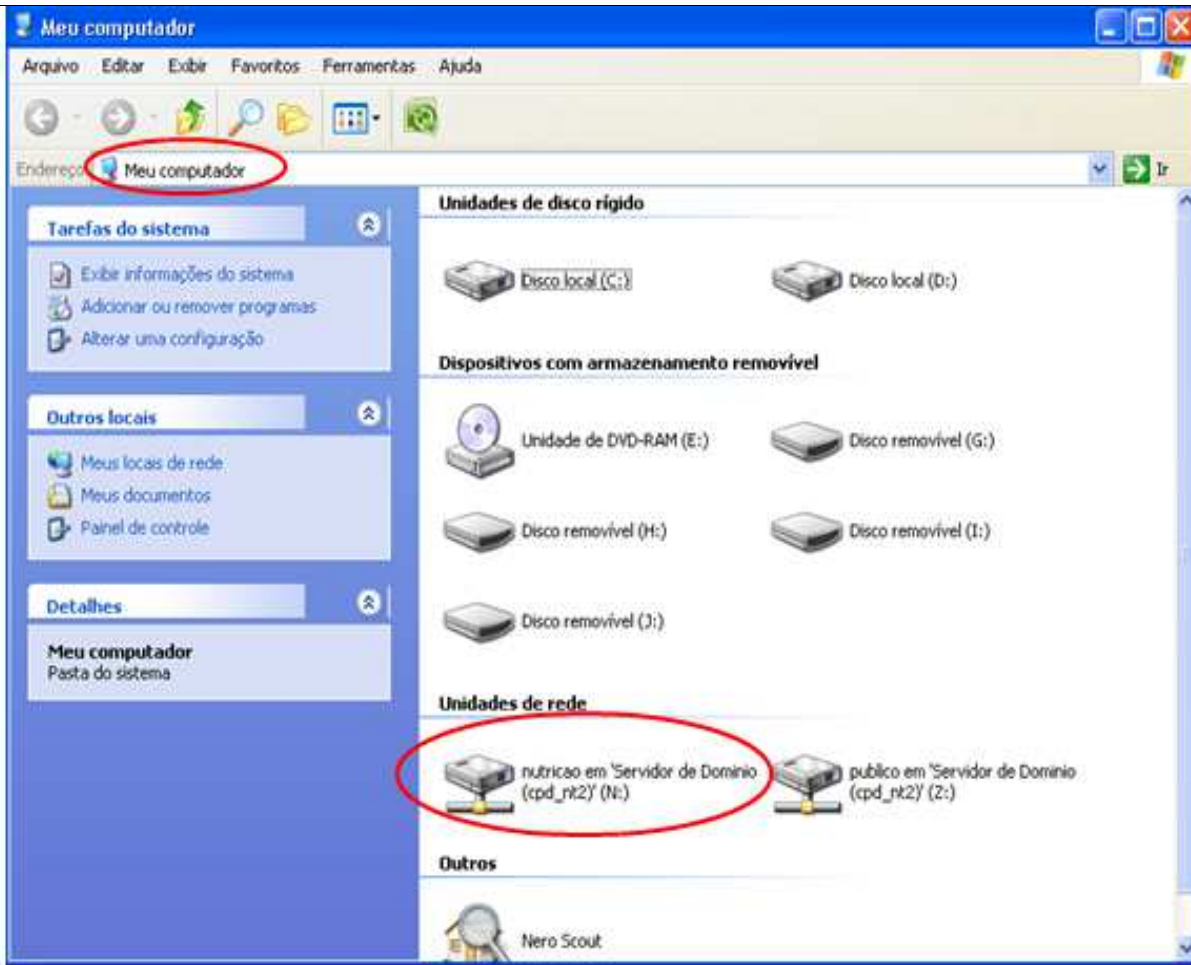 Meu computador
Arquivo Editar Exibir Favoritos Ferramentas Ajuda
Endereço Meu computador Ir
Tarefas do sistema
Exibir informações do sistema
Adicionar ou remover programas
Alterar uma configuração
Outros locais
Meus locais de rede
Meus documentos
Painel de controle
Detalhes
Meu computador
Pasta do sistema
Unidades de disco rígido
Disco local (C:) Disco local (D:)
Dispositivos com armazenamento removível
Unidade de DVD-RAM (E:) Disco removível (G:)
Disco removível (H:) Disco removível (I:)
Disco removível (J:)
Unidades de rede
nutricao em 'Servidor de Dominio
(cpd_nt2)' (N:)
publico em 'Servidor de Dominio
(cpd_nt2)' (Z:)
Outros
Nero Scout